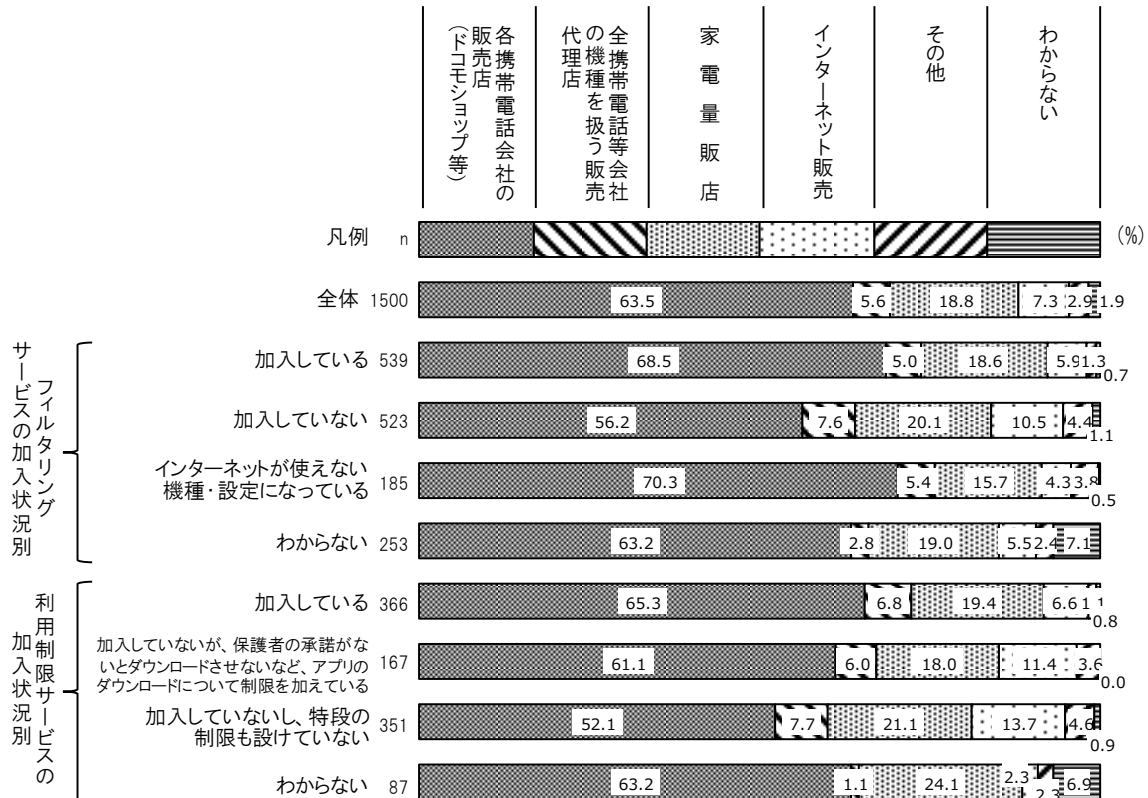 各携帯電話会社の
販売店
(ドコモショップ等)
全携帯電話等会社
の機種を扱う販売
代理店
家電量販店
インターネット販売
その他
わからない
凡例 n (%)
全体 1500 63.5 5.6 18.8 7.3 2.9 1.9
フィルタリング
サービスの加入状況別
加入している 539 68.5 5.0 18.6 5.9 1.3 0.7
加入していない 523 56.2 7.6 20.1 10.5 4.4 1.1
インターネットが使えない
機種・設定になっている 185 70.3 5.4 15.7 4.3 3.8 0.5
わからない 253 63.2 2.8 19.0 5.5 2.4 7.1
利用制限サービスの
加入状況別
加入している 366 65.3 6.8 19.4 6.6 1.1 0.8
加入していないが、保護者の承諾がな
いとダウンロードさせないなど、アプリの
ダウンロードについて制限を加えている 167 61.1 6.0 18.0 11.4 3.6 0.0
加入していないし、特段の
制限も設けていない 351 52.1 7.7 21.1 13.7 4.6 0.9
わからない 87 63.2 1.1 24.1 2.3 2.3 6.9